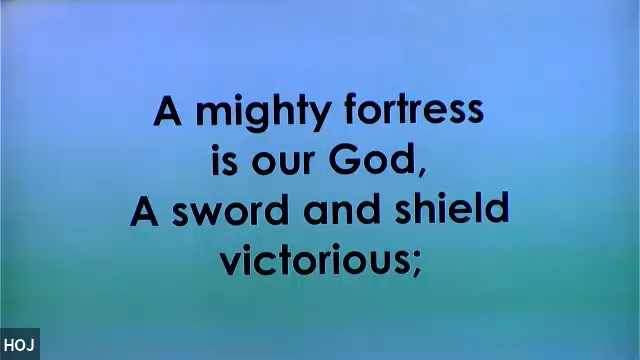 A mighty fortress
is our God,
A sword and shield
victorious;
HOJ